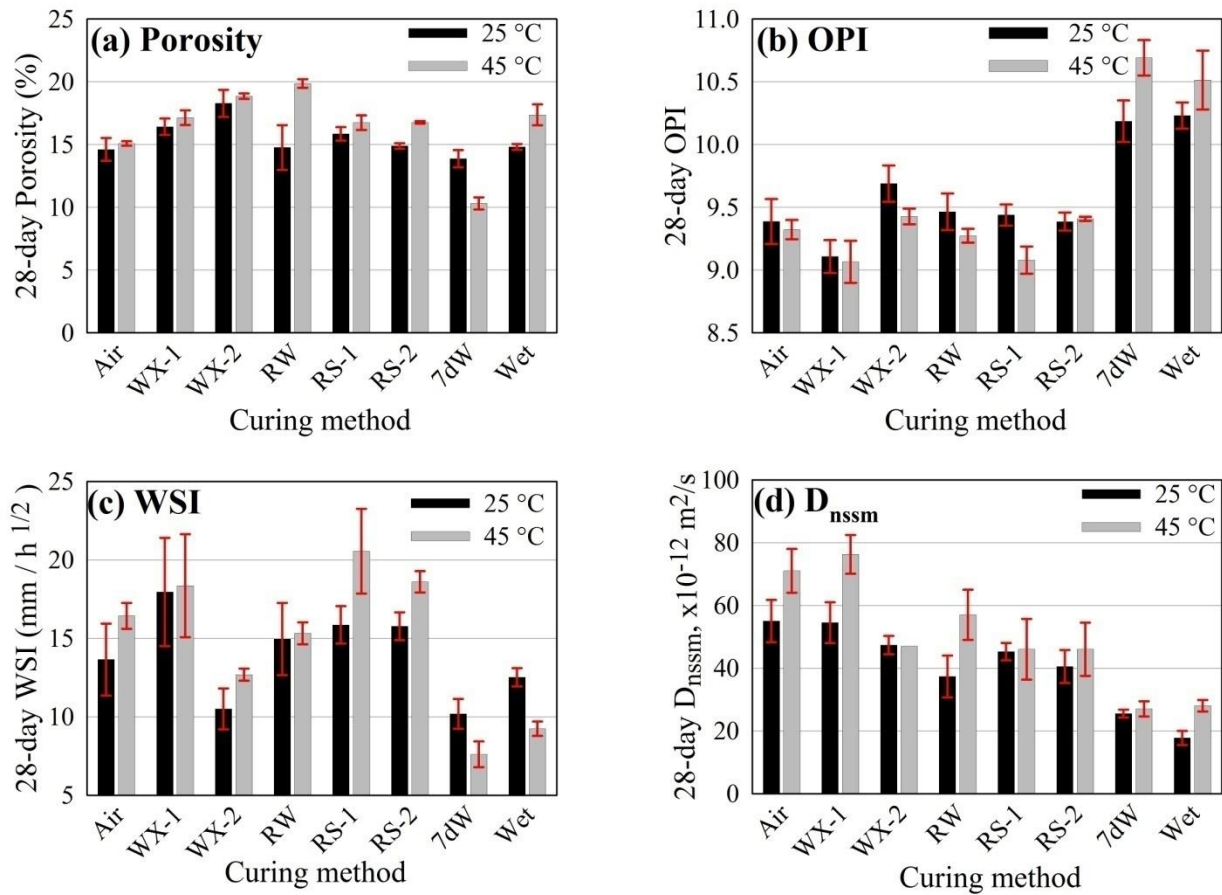 (a) Porosity
25 °C
45 °C
28-day Porosity (%)
25
20
15
10
5
0
Air
WX-1
WX-2
RW
RS-1
RS-2
7dW
Wet
Curing method
(b) OPI
25 °C
45 °C
28-day OPI
11.0
10.5
10.0
9.5
9.0
8.5
Air
WX-1
WX-2
RW
RS-1
RS-2
7dW
Wet
Curing method
(c) WSI
25 °C
45 °C
28-day WSI (mm / h 1/2)
25
20
15
10
5
Air
WX-1
WX-2
RW
RS-1
RS-2
7dW
Wet
Curing method
(d) Dnssm
25 °C
45 °C
28-day Dnssm, x10-12 m2/s
100
80
60
40
20
0
Air
WX-1
WX-2
RW
RS-1
RS-2
7dW
Wet
Curing method